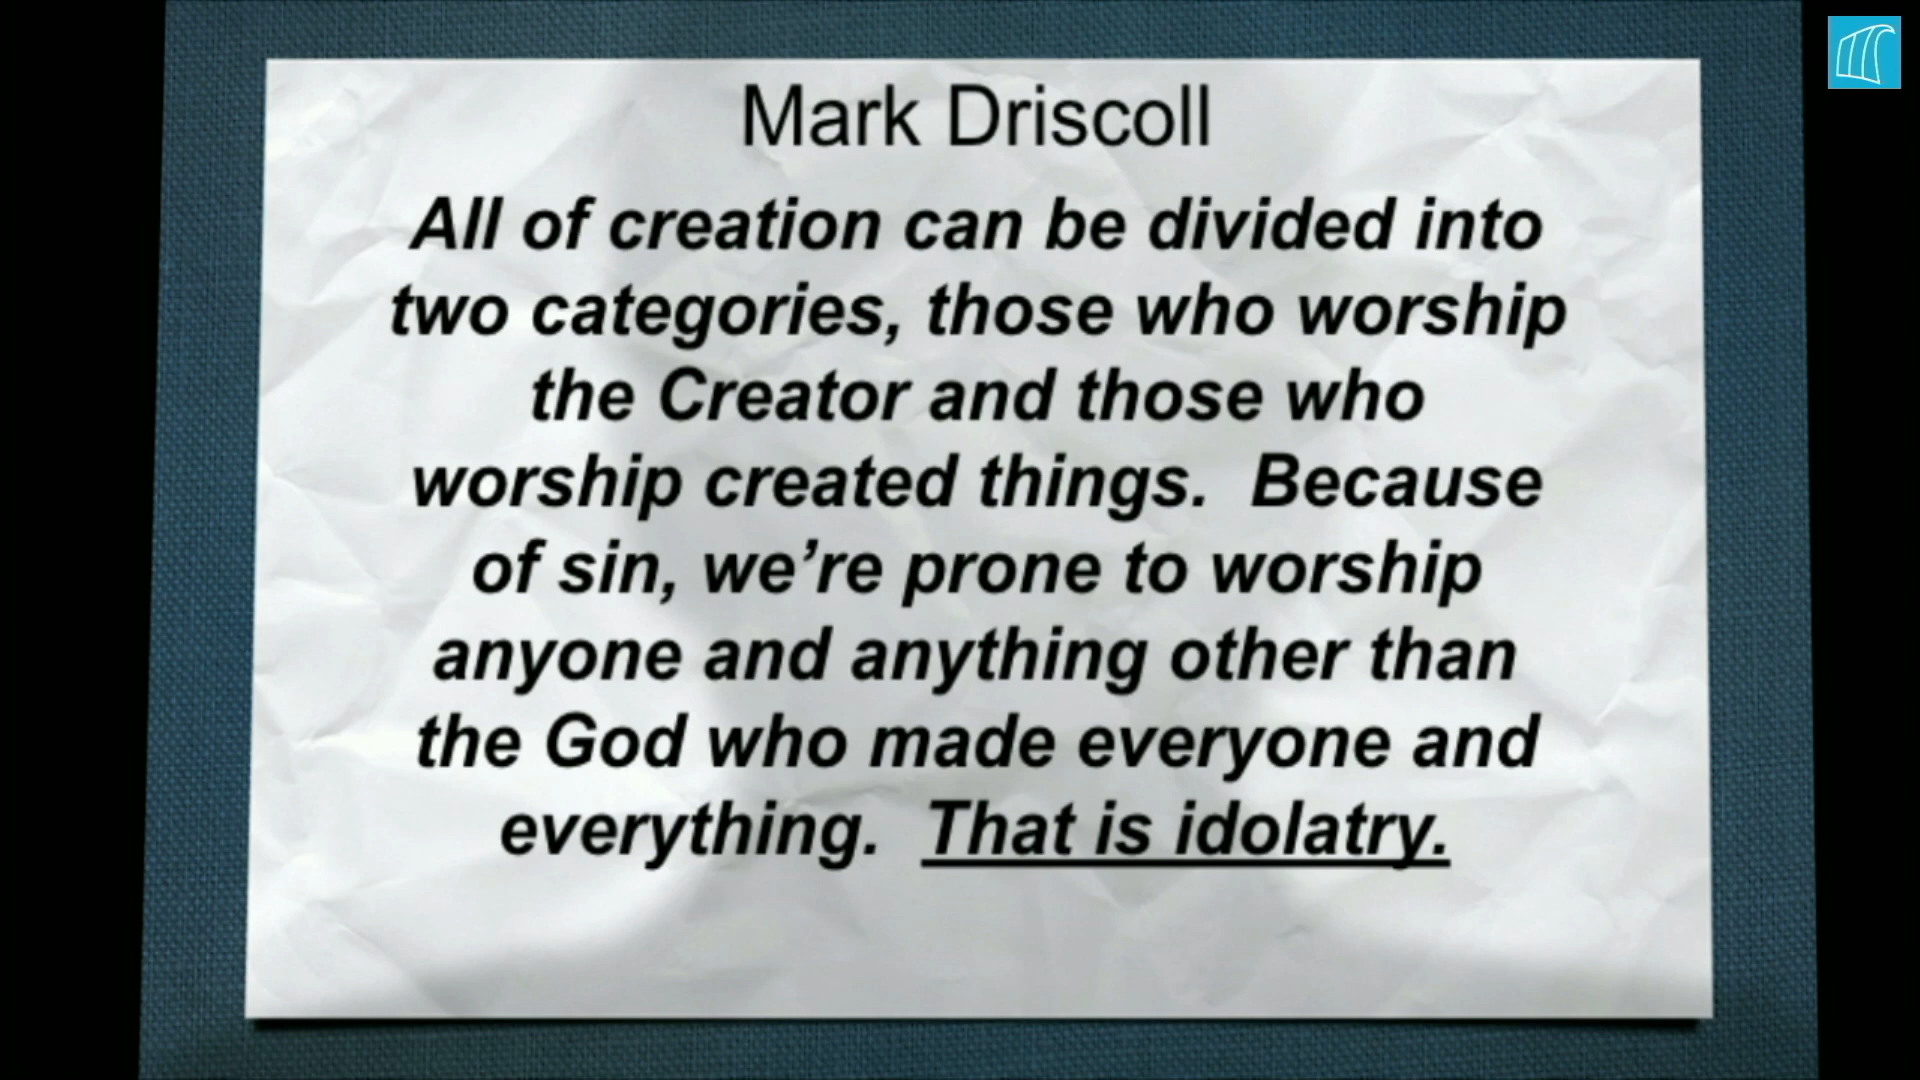 Mark Driscoll
All of creation can be divided into
two categories, those who worship
the Creator and those who
worship created things.  Because
of sin, we’re prone to worship
anyone and anything other than
the God who made everyone and
everything.  That is idolatry.